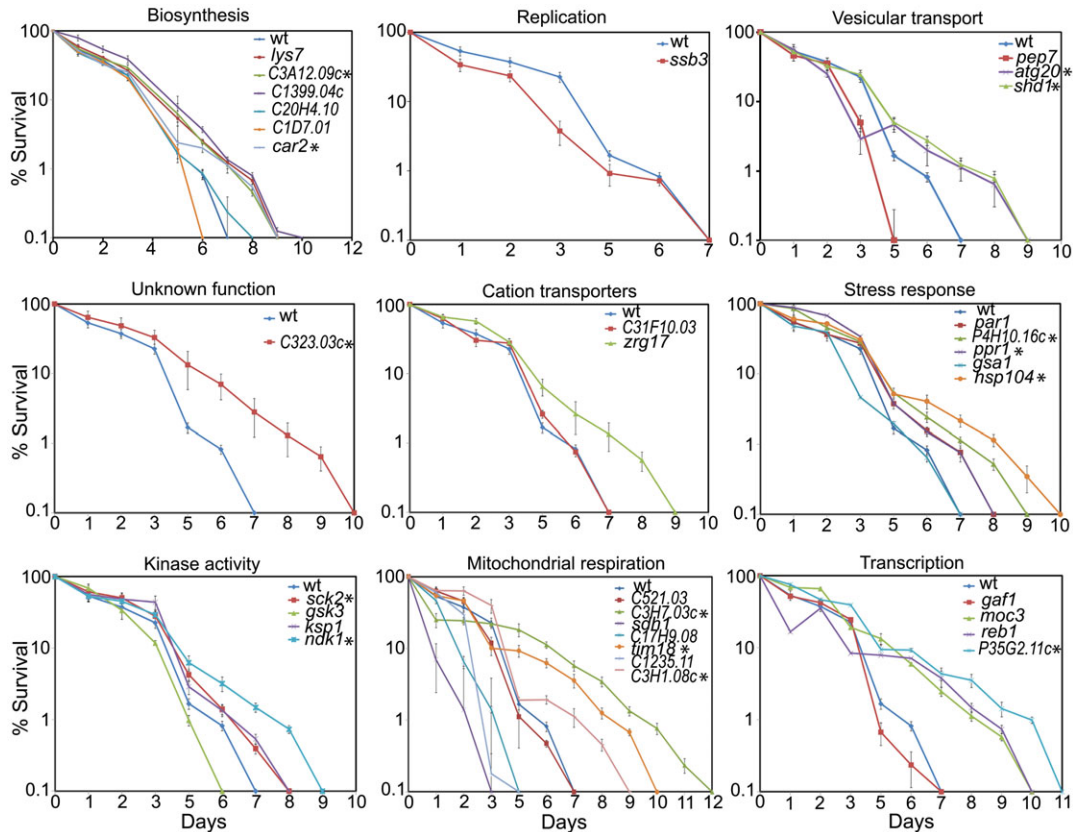 Biosynthesis
% Survival
100
10
1
0.1
0 2 4 6 8 10 12
wt
lys7
C3A12.09c*
C1399.04c
C20H4.10
C1D7.01
car2*
Replication
100
10
1
0.1
0 1 2 3 5 6 7
wt
ssb3
Vesicular transport
100
10
1
0.1
0 1 2 3 5 6 7 8 9 10
wt
pep7
atg20*
shd1*
Unknown function
% Survival
100
10
1
0.1
0 1 2 3 5 6 7 8 9 10
wt
C323.03c*
Cation transporters
100
10
1
0.1
0 1 2 3 5 6 7 8 9 10
wt
C31F10.03
zrg17
Stress response
100
10
1
0.1
0 1 2 3 5 6 7 8 9 10
wt
par1
P4H10.16c*
ppr1*
gsa1
hsp104*
Kinase activity
% Survival
100
10
1
0.1
0 1 2 3 5 6 7 8 9 10
Days
wt
sck2*
gsk3
ksp1
ndk1*
Mitochondrial respiration
100
10
1
0.1
0 1 2 3 5 6 7 8 9 10 11 12
Days
wt
C521.03
C3H7.03c*
sdb1
C17H9.08
tim18*
C1235.11
C3H1.08c*
Transcription
100
10
1
0.1
0 1 2 3 5 6 7 8 9 10 11
Days
wt
gaf1
moc3
reb1
P35G2.11c*